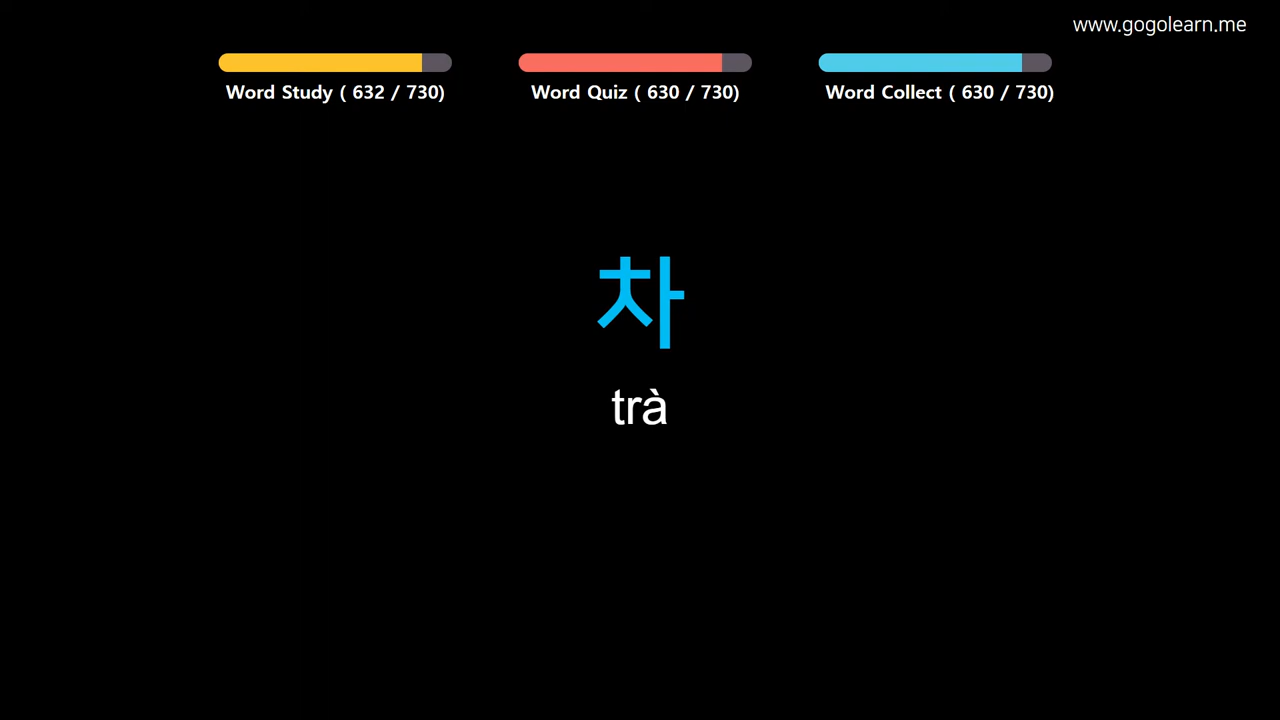 www.gogolearn.me
Word Study ( 632 / 730)
Word Quiz ( 630 / 730)
Word Collect ( 630 / 730)
차
trà